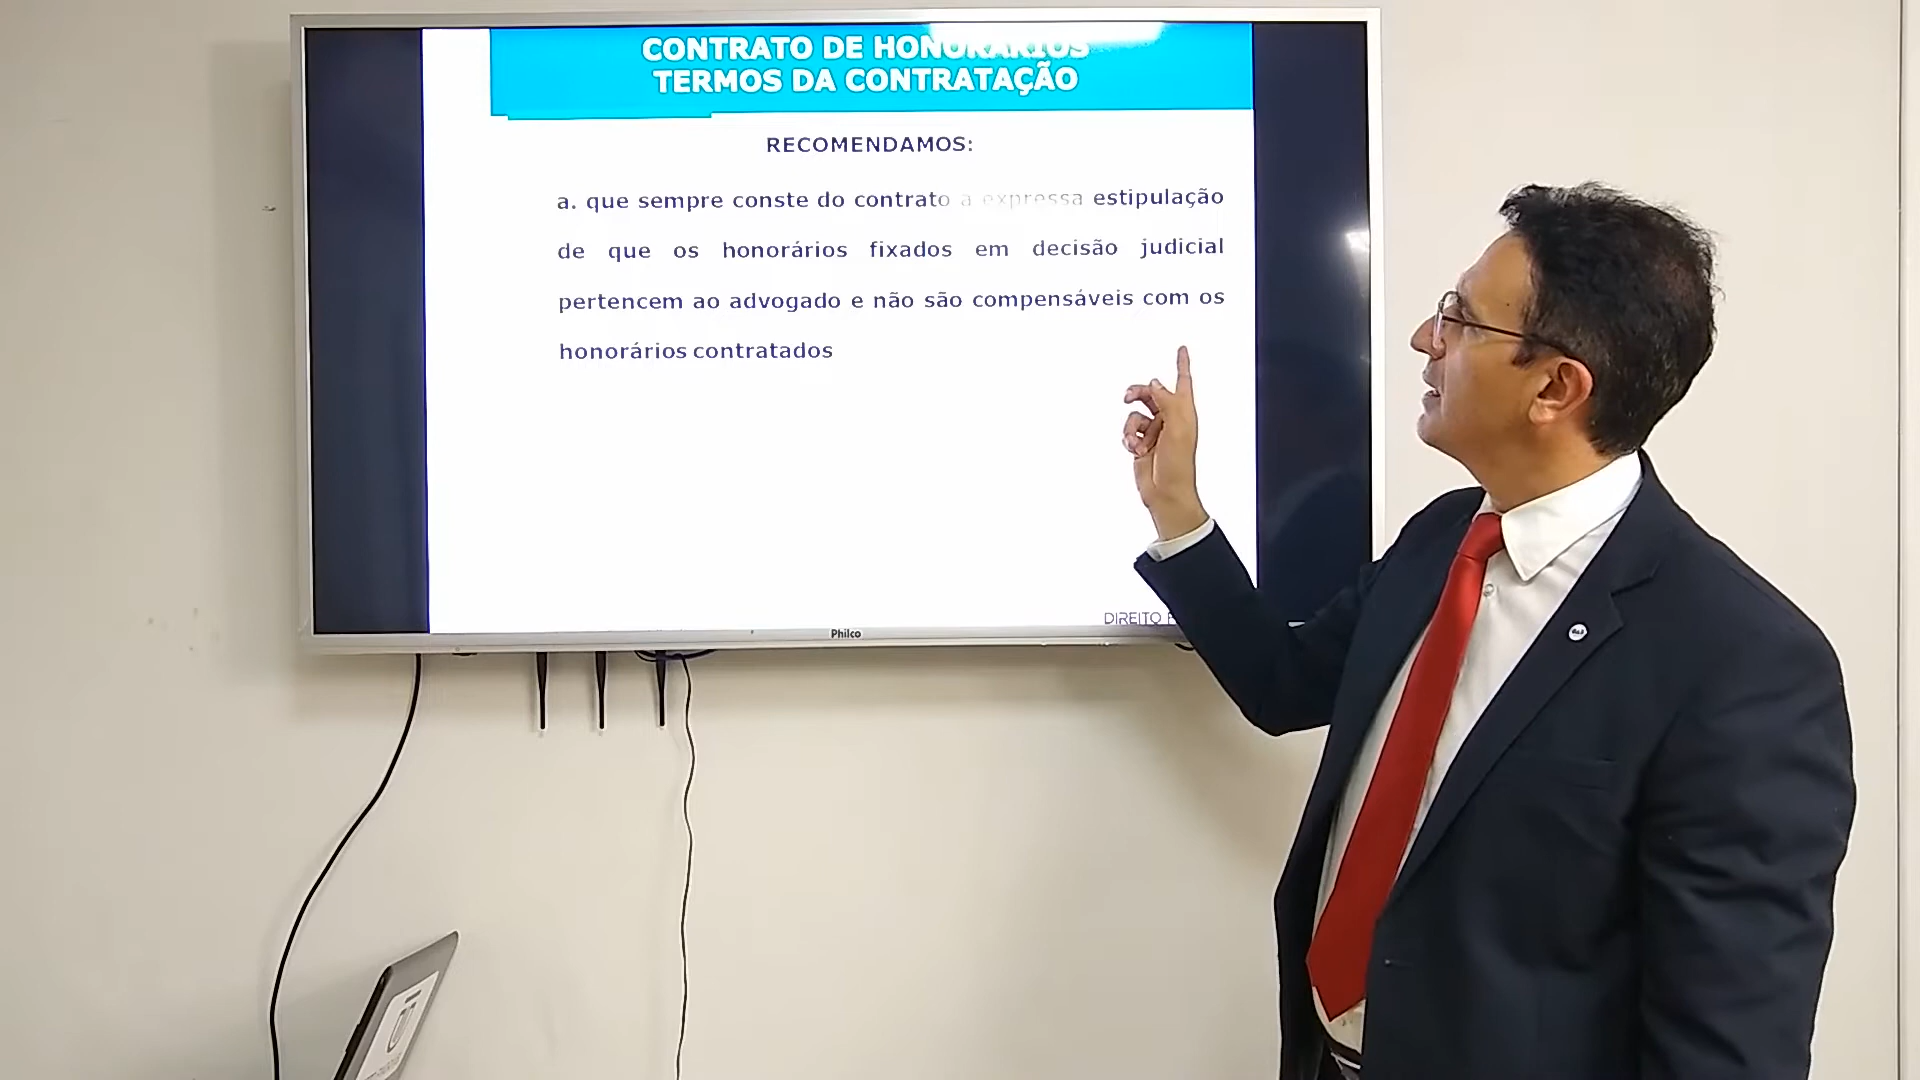 CONTRATO DE HONORÁRIOS
TERMOS DA CONTRATAÇÃO
RECOMENDAMOS:
a. que sempre conste do contrato a expressa estipulação
de que os honorários fixados em decisão judicial
pertencem ao advogado e não são compensáveis com os
honorários contratados
DIREITO
Philco